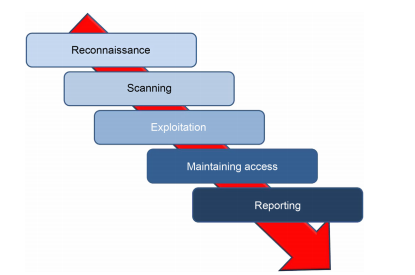 Reconnaissance
Scanning
Exploitation
Maintaining access
Reporting